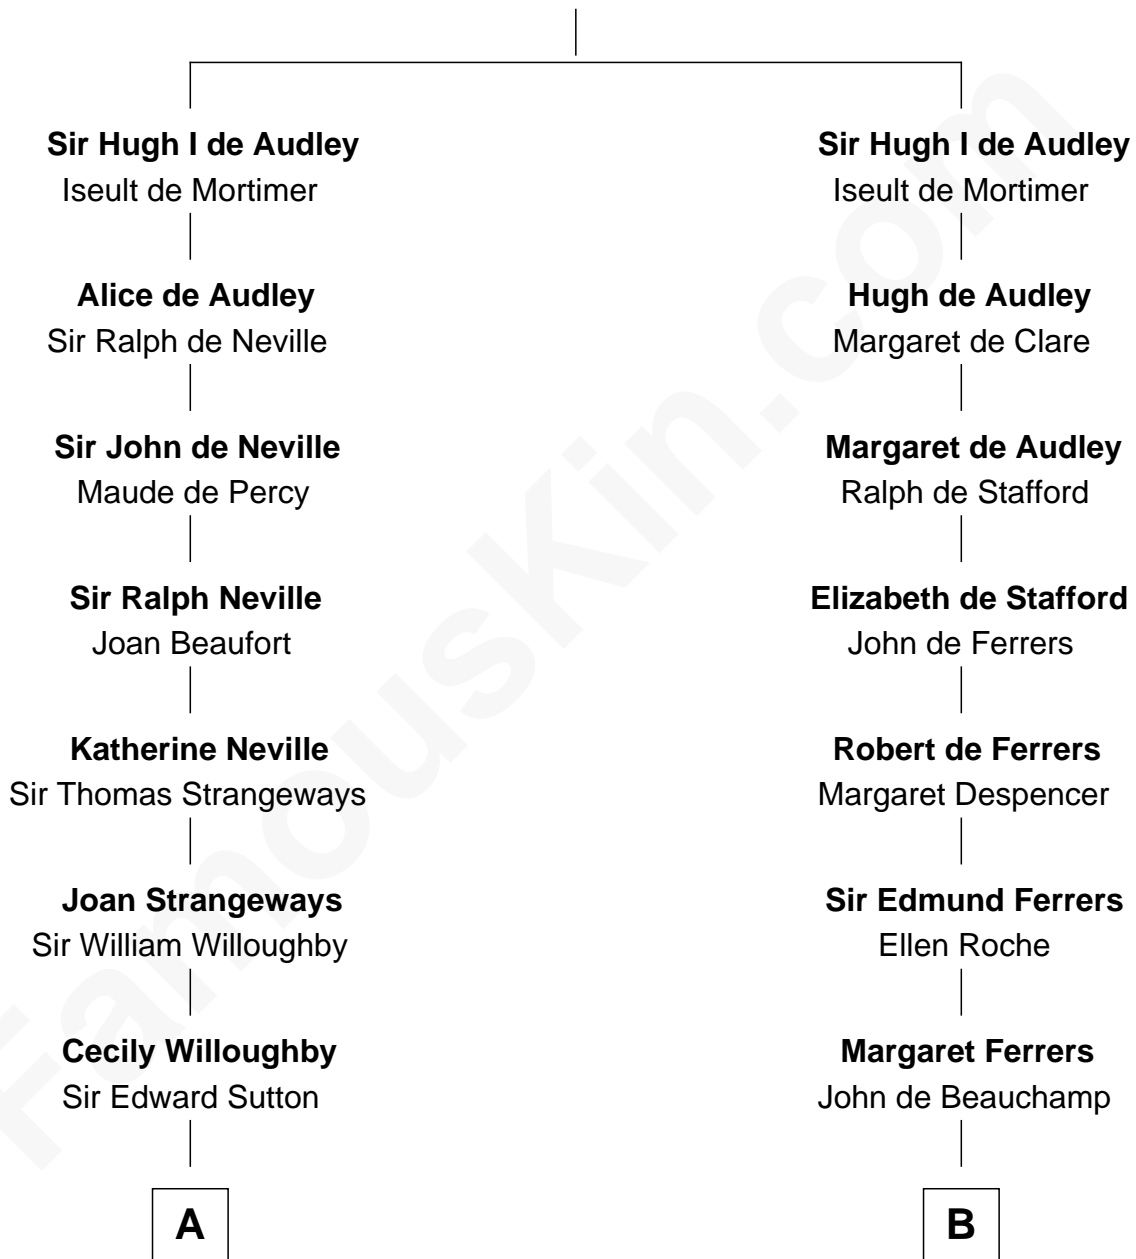 Sir Hugh I de Audley
Iseult de Mortimer
Alice de Audley
Sir Ralph de Neville
Sir John de Neville
Maude de Percy
Sir Ralph Neville
Joan Beaufort
Katherine Neville
Sir Thomas Strangeways
Joan Strangeways
Sir William Willoughby
Cecily Willoughby
Sir Edward Sutton
A
Sir Hugh I de Audley
Iseult de Mortimer
Hugh de Audley
Margaret de Clare
Margaret de Audley
Ralph de Stafford
Elizabeth de Stafford
John de Ferrers
Robert de Ferrers
Margaret Despencer
Sir Edmund Ferrers
Ellen Roche
Margaret Ferrers
John de Beauchamp
B
FamousKin.com